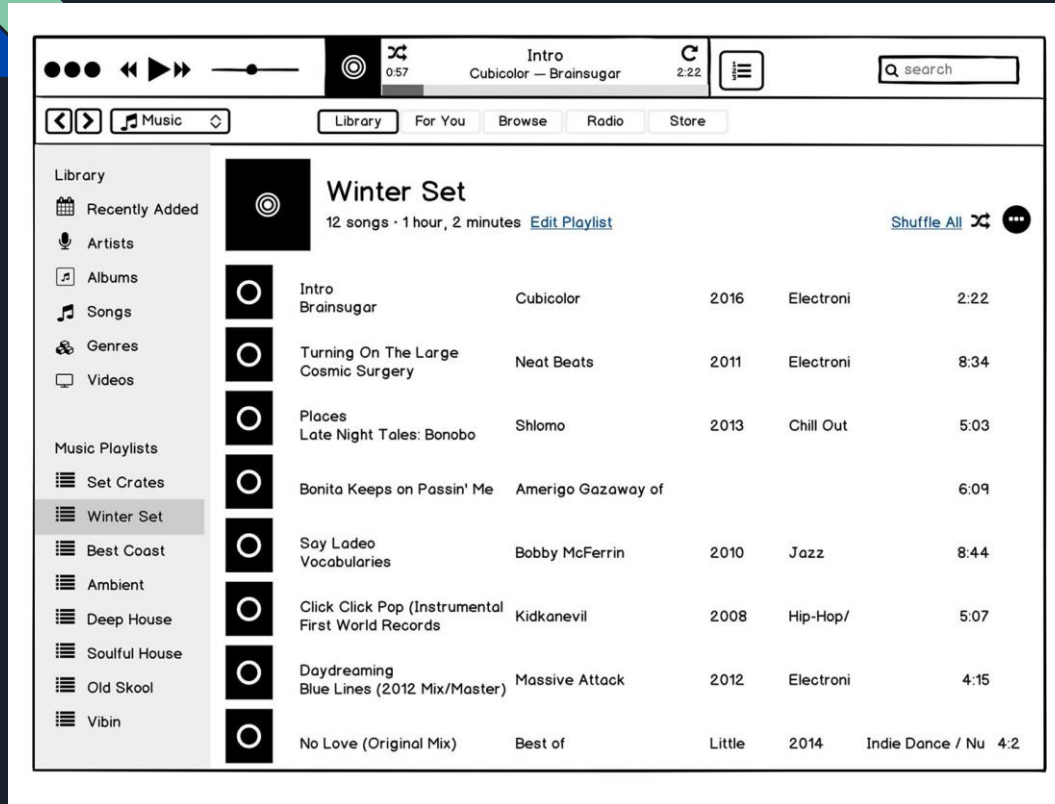 Intro
0:57 Cubicolor — Brainsugar 2:22
search
Music
Library For You Browse Radio Store
Library
Recently Added
Artists
Albums
Songs
Genres
Videos
Music Playlists
Set Crates
Winter Set
Best Coast
Ambient
Deep House
Soulful House
Old Skool
Vibin
Winter Set
12 songs · 1 hour, 2 minutes Edit Playlist
Shuffle All
Intro
Brainsugar
Cubicolor 2016 Electroni 2:22
Turning On The Large
Cosmic Surgery
Neat Beats 2011 Electroni 8:34
Places
Late Night Tales: Bonobo
Shlomo 2013 Chill Out 5:03
Bonita Keeps on Passin' Me Amerigo Gazaway of 6:09
Say Ladeo
Vocabularies
Bobby McFerrin 2010 Jazz 8:44
Click Click Pop (Instrumental
First World Records
Kidkanevil 2008 Hip-Hop/ 5:07
Daydreaming
Blue Lines (2012 Mix/Master)
Massive Attack 2012 Electroni 4:15
No Love (Original Mix) Best of Little 2014 Indie Dance / Nu 4:2